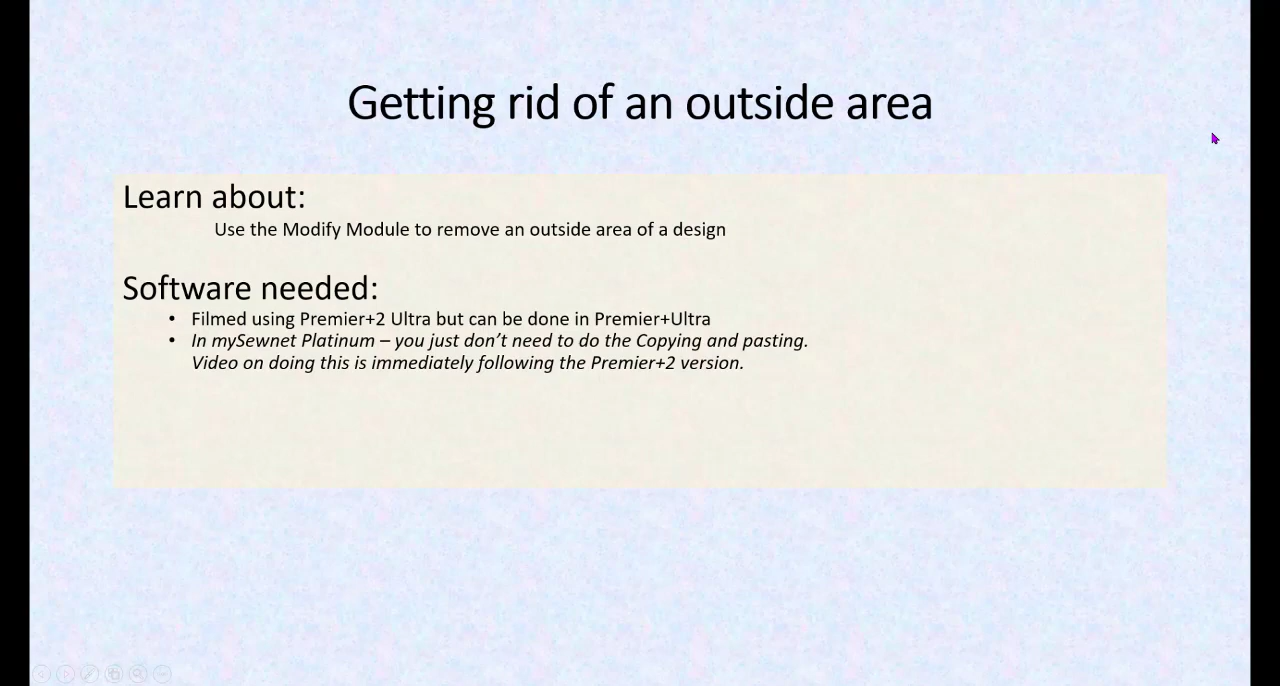 Getting rid of an outside area
Learn about:
Use the Modify Module to remove an outside area of a design
Software needed:
• Filmed using Premier+2 Ultra but can be done in Premier+Ultra
• In mySewnet Platinum – you just don’t need to do the Copying and pasting.
Video on doing this is immediately following the Premier+2 version.